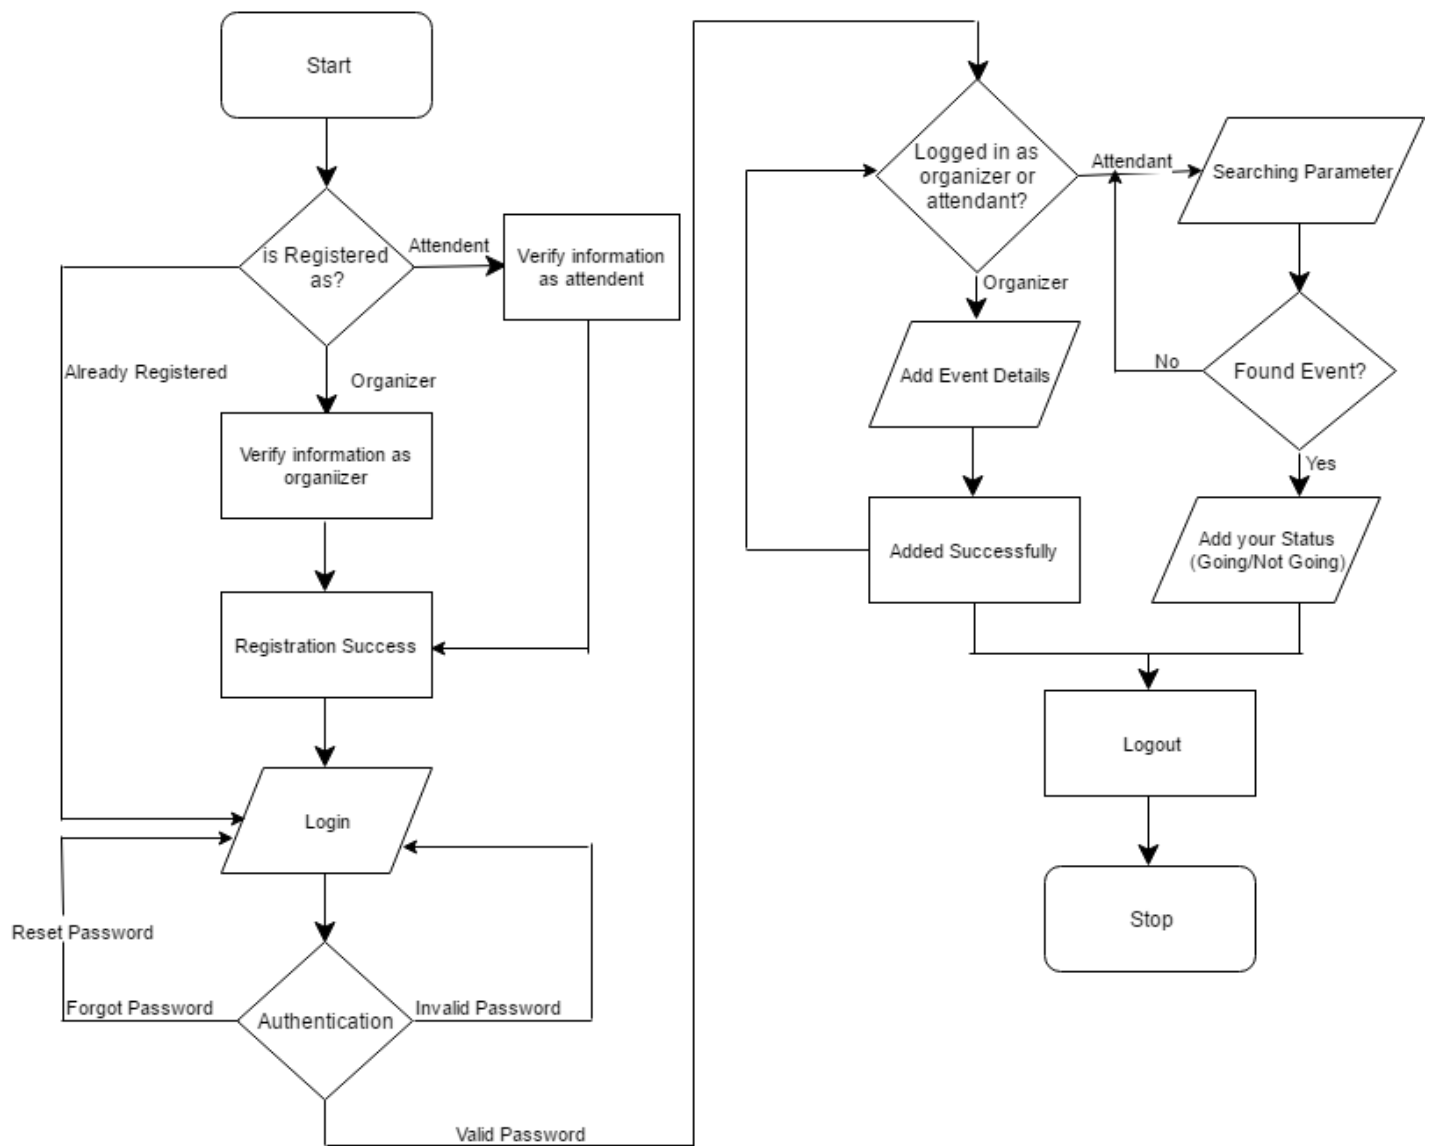 Start
is Registered
as?
Attendent
Verify information
as attendent
Already Registered
Organizer
Verify information as
organiizer
Registration Success
Login
Reset Password
Forgot Password
Authentication
Invalid Password
Valid Password
Logged in as
organizer or
attendant?
Attendant
Searching Parameter
Organizer
Add Event Details
No
Found Event?
Yes
Added Successfully
Add your Status
(Going/Not Going)
Logout
Stop